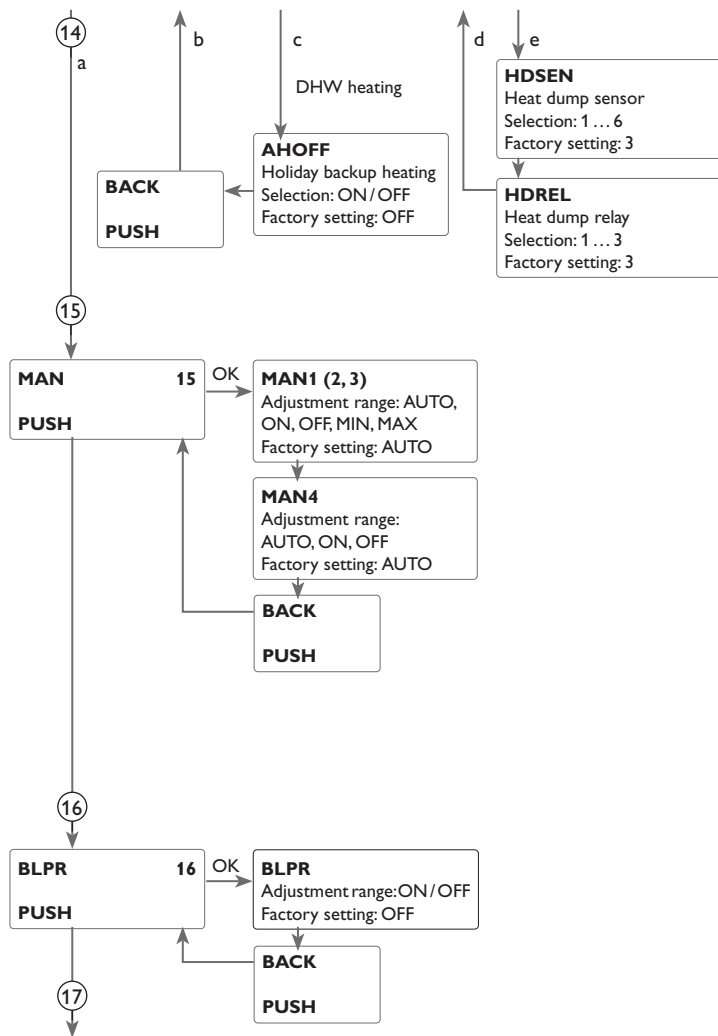 14
a
b
c
d
e
DHW heating
HDSEN
Heat dump sensor
Selection: 1 … 6
Factory setting: 3
AHOFF
Holiday backup heating
Selection: ON / OFF
Factory setting: OFF
BACK
PUSH
HDREL
Heat dump relay
Selection: 1 … 3
Factory setting: 3
15
MAN 15
PUSH
OK
MAN1 (2, 3)
Adjustment range: AUTO,
ON, OFF, MIN, MAX
Factory setting: AUTO
MAN4
Adjustment range:
AUTO, ON, OFF
Factory setting: AUTO
BACK
PUSH
16
BLPR 16
PUSH
OK
BLPR
Adjustment range: ON / OFF
Factory setting: OFF
BACK
PUSH
17